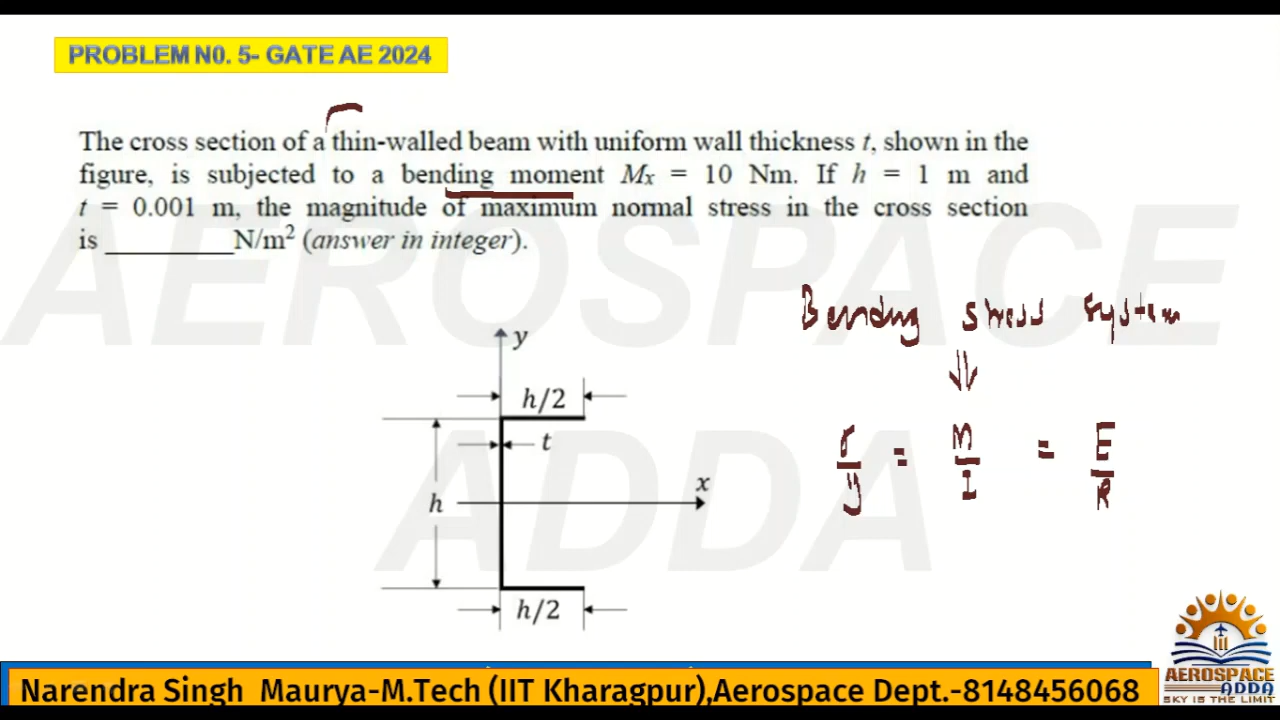 PROBLEM N0. 5- GATE AE 2024
The cross section of a thin-walled beam with uniform wall thickness t, shown in the
figure, is subjected to a bending moment Mx = 10 Nm. If h = 1 m and
t = 0.001 m, the magnitude of maximum normal stress in the cross section
is __________ N/m² (answer in integer).
AEROSPACE
ADDA
Bending stress system
⇓
σ/y = M/I = E/R
y
h/2
t
x
h
h/2
Narendra Singh Maurya-M.Tech (IIT Kharagpur),Aerospace Dept.-8148456068
AEROSPACE
ADDA
SKY IS THE LIMIT